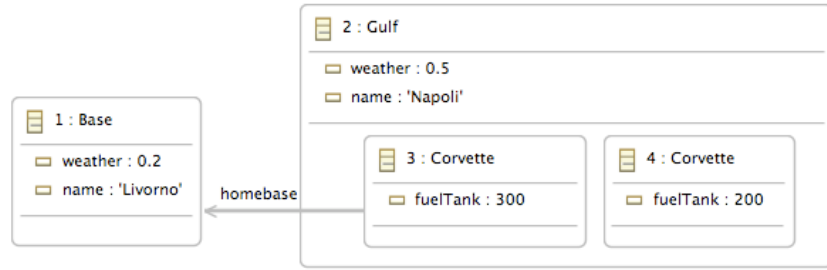 2 : Gulf
weather : 0.5
name : 'Napoli'
1 : Base
weather : 0.2
name : 'Livorno'
homebase
3 : Corvette
fuelTank : 300
4 : Corvette
fuelTank : 200